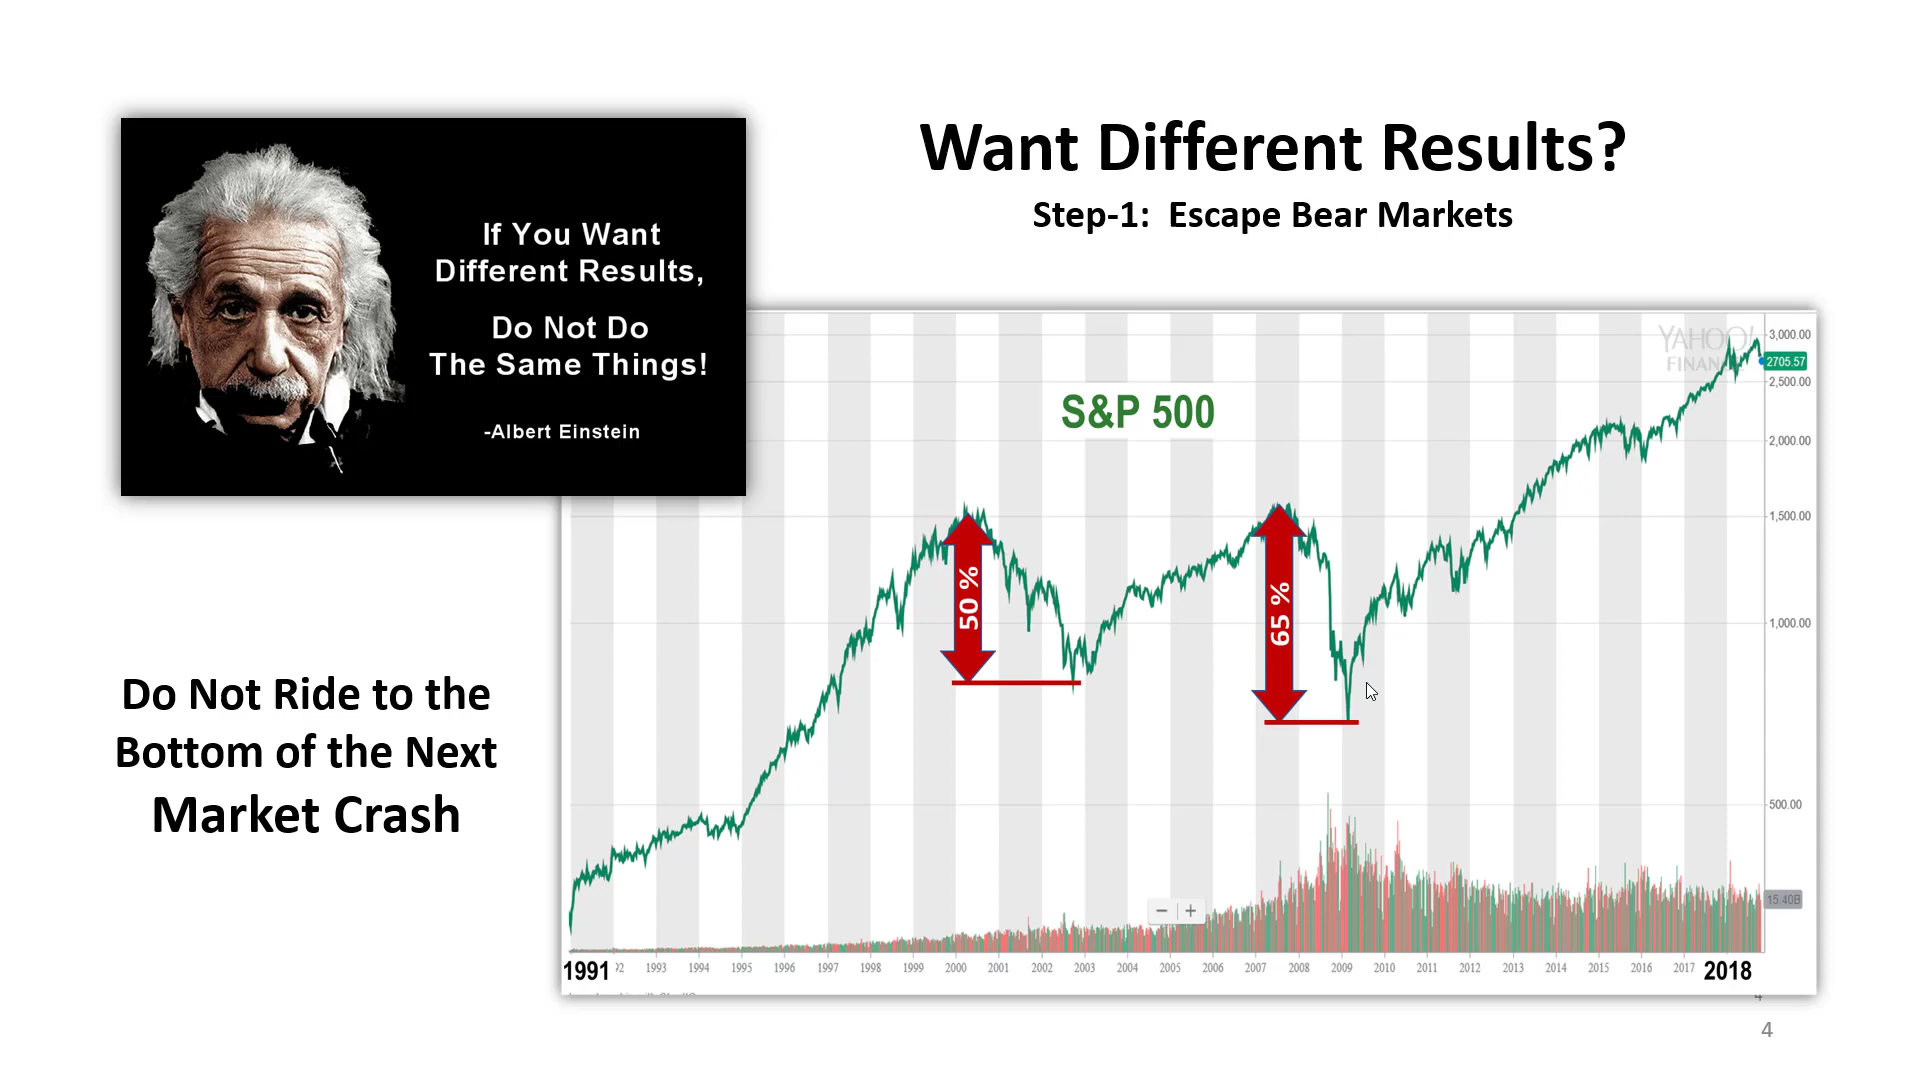 Want Different Results?
Step-1: Escape Bear Markets
If You Want
Different Results,
Do Not Do
The Same Things!
-Albert Einstein
Do Not Ride to the
Bottom of the Next
Market Crash
S&P 500
YAHOO!
FINANCE
50 %
65 %
3,000.00
2705.57
2,500.00
2,000.00
1,500.00
1,000.00
500.00
15.40B
− +
1991 92 1993 1994 1995 1996 1997 1998 1999 2000 2001 2002 2003 2004 2005 2006 2007 2008 2009 2010 2011 2012 2013 2014 2015 2016 2017 2018
4
4